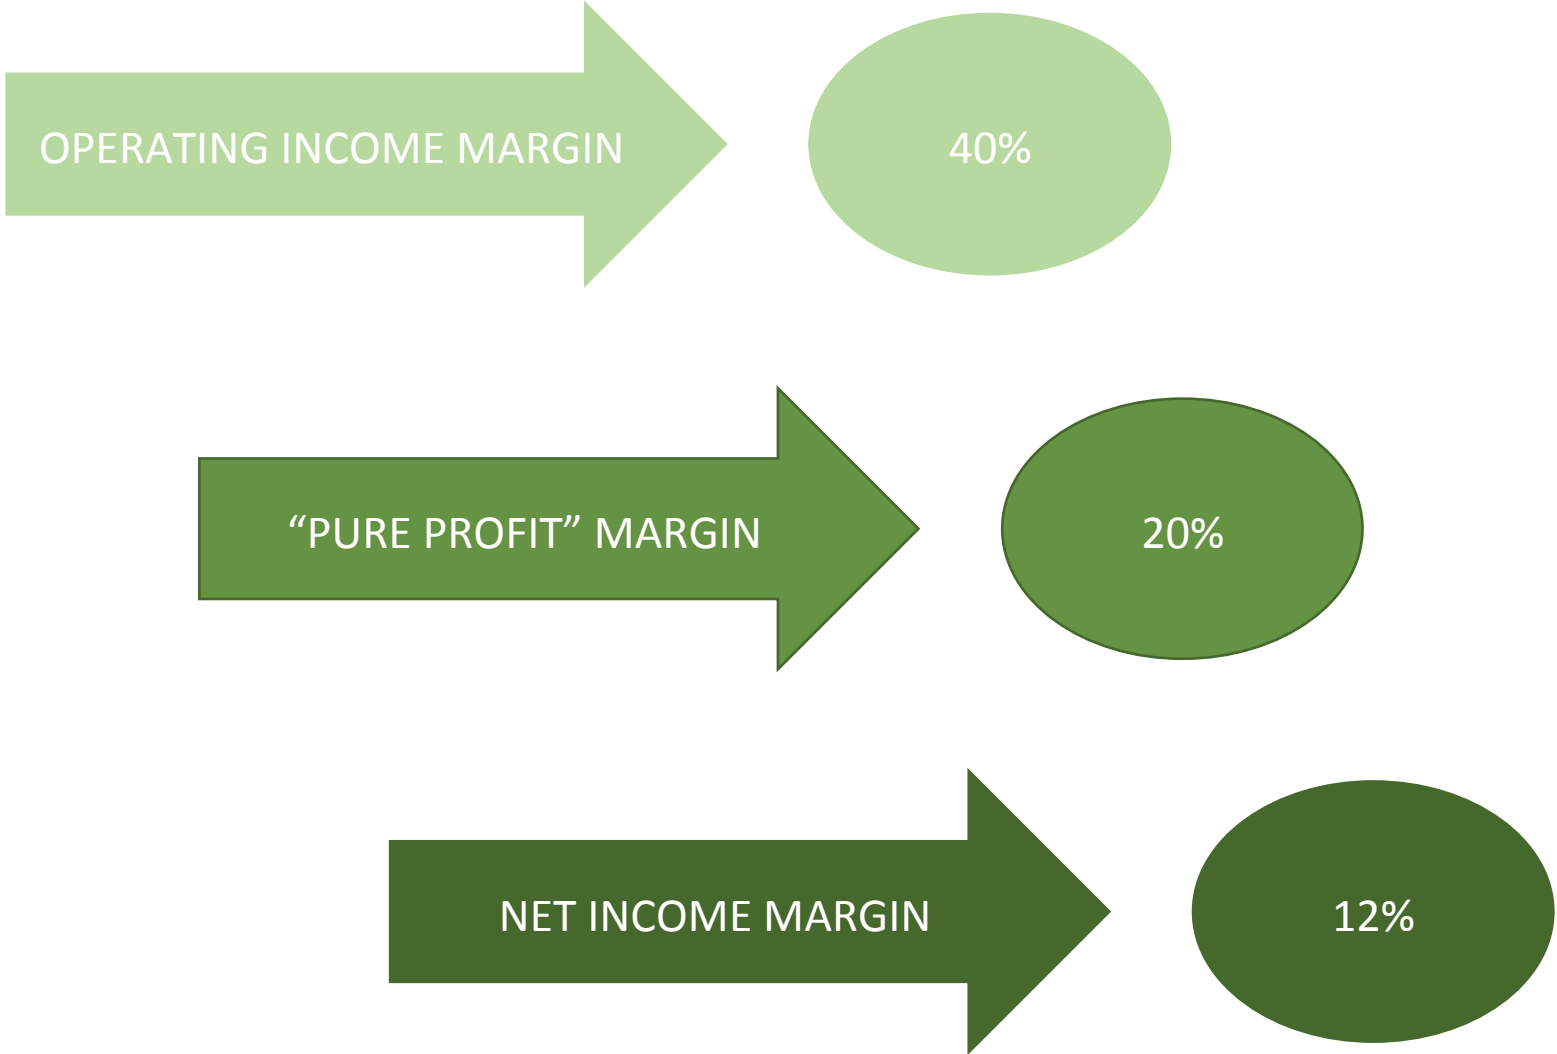 OPERATING INCOME MARGIN
40%
“PURE PROFIT” MARGIN
20%
NET INCOME MARGIN
12%